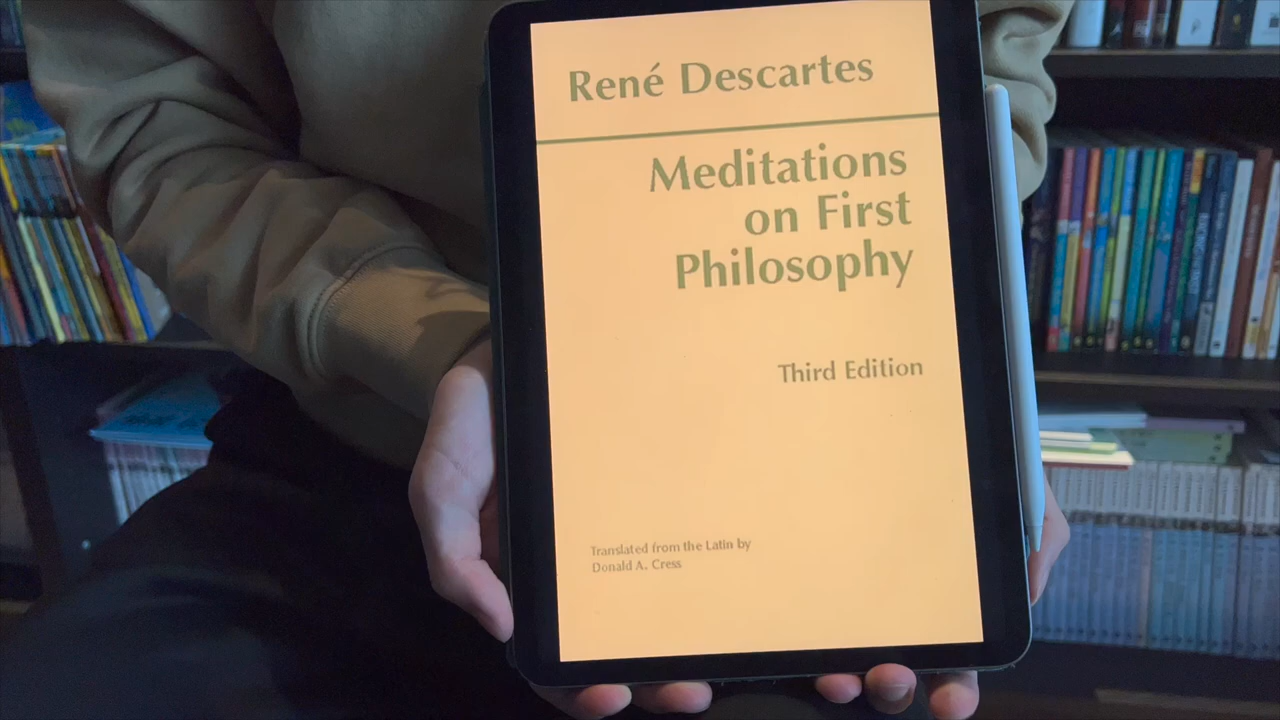 René Descartes
Meditations
on First
Philosophy
Third Edition
Translated from the Latin by
Donald A. Cress